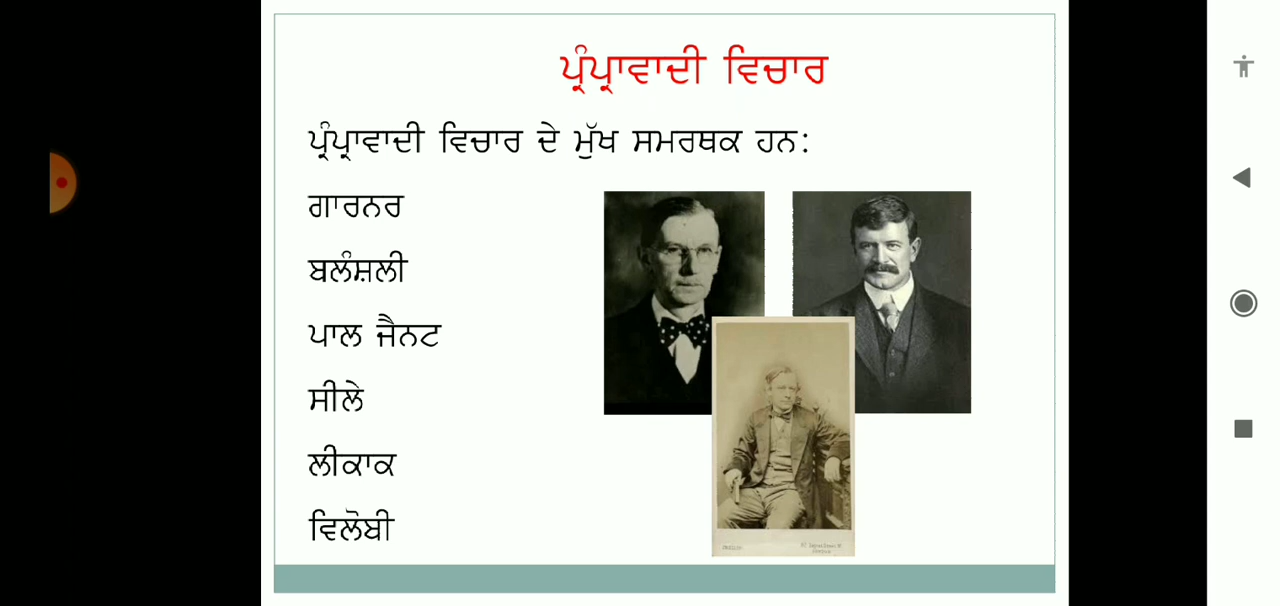 ਪ੍ਰੰਪ੍ਰਾਵਾਦੀ ਵਿਚਾਰ
ਪ੍ਰੰਪ੍ਰਾਵਾਦੀ ਵਿਚਾਰ ਦੇ ਮੁੱਖ ਸਮਰਥਕ ਹਨ:
ਗਾਰਨਰ
ਬਲੰਸ਼ਲੀ
ਪਾਲ ਜੈਨਟ
ਸੀਲੇ
ਲੀਕਾਕ
ਵਿਲੋਬੀ